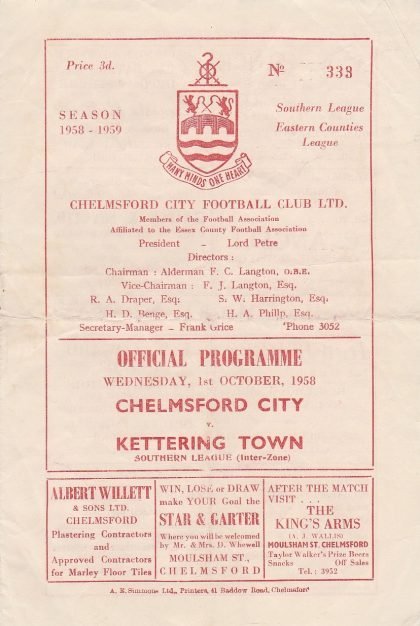 Price 3d.
No 333
SEASON
1958 - 1959
Southern League
Eastern Counties
League
MANY MINDS ONE HEART
CHELMSFORD CITY FOOTBALL CLUB LTD.
Members of the Football Association
Affiliated to the Essex County Football Association
President - Lord Petre
Directors :
Chairman : Alderman F. C. Langton, O.B.E.
Vice-Chairman : F. J. Langton, Esq.
R. A. Draper, Esq: S. W. Harrington, Esq.
H. D. Benge, Esq. H. A. Phillp, Esq.
Secretary-Manager - Frank Grice 'Phone 3052
OFFICIAL PROGRAMME
WEDNESDAY, 1st OCTOBER, 1958
CHELMSFORD CITY
v.
KETTERING TOWN
SOUTHERN LEAGUE (Inter-Zone)
ALBERT WILLETT
& SONS LTD.
CHELMSFORD
Plastering Contractors
and
Approved Contractors
for Marley Floor Tiles
WIN, LOSE or DRAW
make YOUR Goal the
STAR & GARTER
Where you will be welcomed
by Mr. & Mrs. D. Whewell
MOULSHAM ST.,
CHELMSFORD
AFTER THE MATCH
VISIT . . .
THE
KING'S ARMS
(A. J. WALLIS)
MOULSHAM ST. CHELMSFORD
Taylor Walker's Prize Beers
Snacks Off Sales
Tel. : 3952
A. E. Simmons Ltd., Printers, 41 Baddow Road, Chelmsford